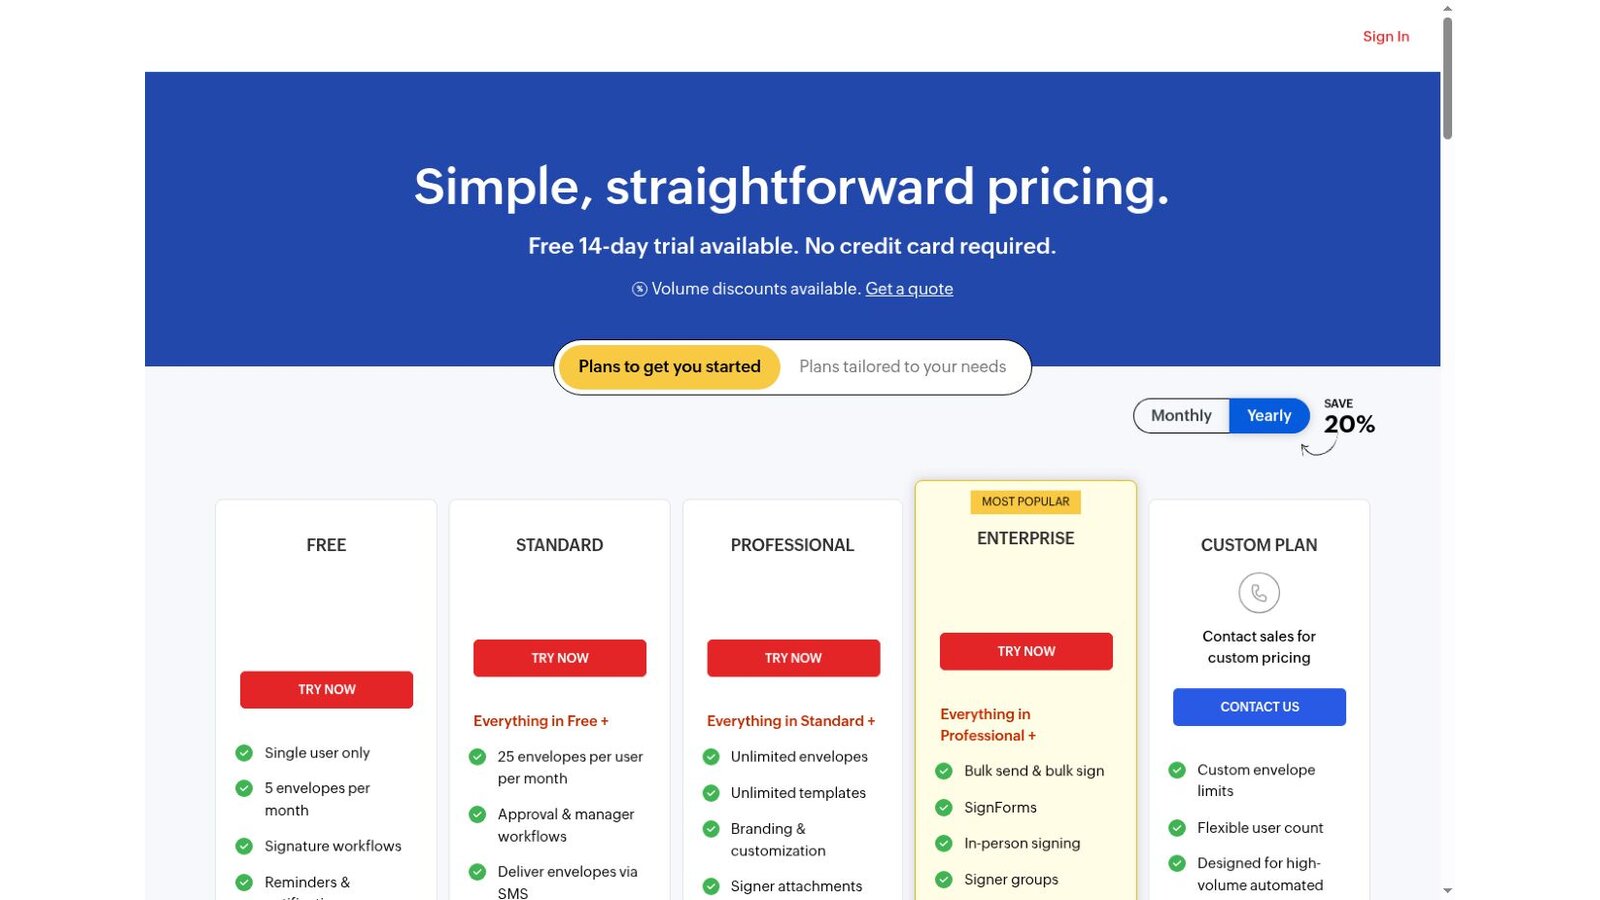 Sign In
Simple, straightforward pricing.
Free 14-day trial available. No credit card required.
Volume discounts available. Get a quote
Plans to get you started
Plans tailored to your needs
Monthly
Yearly
SAVE
20%
FREE
TRY NOW
Single user only
5 envelopes per
month
Signature workflows
Reminders &
STANDARD
TRY NOW
Everything in Free +
25 envelopes per user
per month
Approval & manager
workflows
Deliver envelopes via
SMS
PROFESSIONAL
TRY NOW
Everything in Standard +
Unlimited envelopes
Unlimited templates
Branding &
customization
Signer attachments
MOST POPULAR
ENTERPRISE
TRY NOW
Everything in
Professional +
Bulk send & bulk sign
SignForms
In-person signing
Signer groups
CUSTOM PLAN
Contact sales for
custom pricing
CONTACT US
Custom envelope
limits
Flexible user count
Designed for high-
volume automated